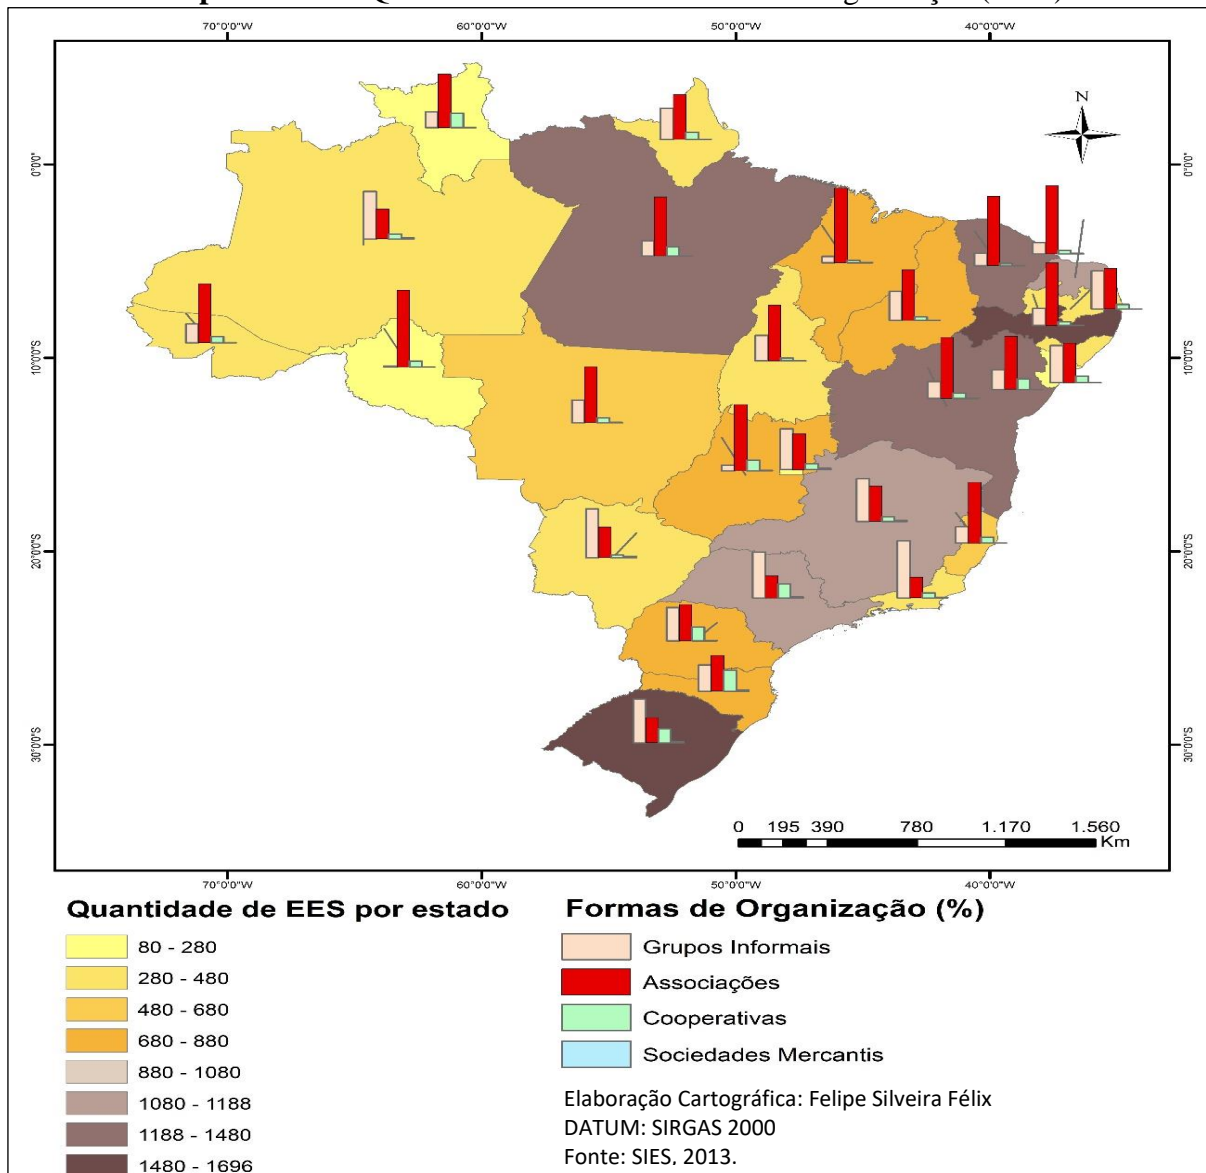 70°0'0"W 60°0'0"W 50°0'0"W 40°0'0"W
N
0°0'0" 0°0'0"
10°0'0"S 10°0'0"S
20°0'0"S 20°0'0"S
30°0'0"S 30°0'0"S
0 195 390 780 1.170 1.560
Km
70°0'0"W 60°0'0"W 50°0'0"W 40°0'0"W
Quantidade de EES por estado
80 - 280
280 - 480
480 - 680
680 - 880
880 - 1080
1080 - 1188
1188 - 1480
1480 - 1696
Formas de Organização (%)
Grupos Informais
Associações
Cooperativas
Sociedades Mercantis
Elaboração Cartográfica: Felipe Silveira Félix
DATUM: SIRGAS 2000
Fonte: SIES, 2013.